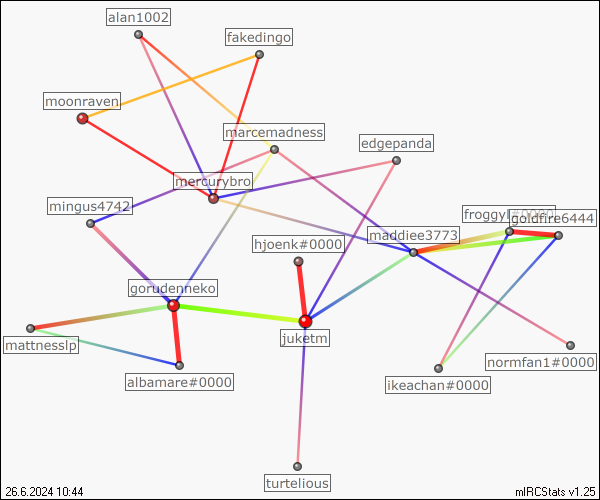 alan1002
fakedingo
moonraven
marcemadness
edgepanda
mercurybro
mingus4742
goldfire6444
maddiee3773
hjoenk#0000
gorudenneko
juketm
mattnesslp
normfan1#0000
albamare#0000
ikeachan#0000
turtelious
26.6.2024 10:44
mIRCStats v1.25